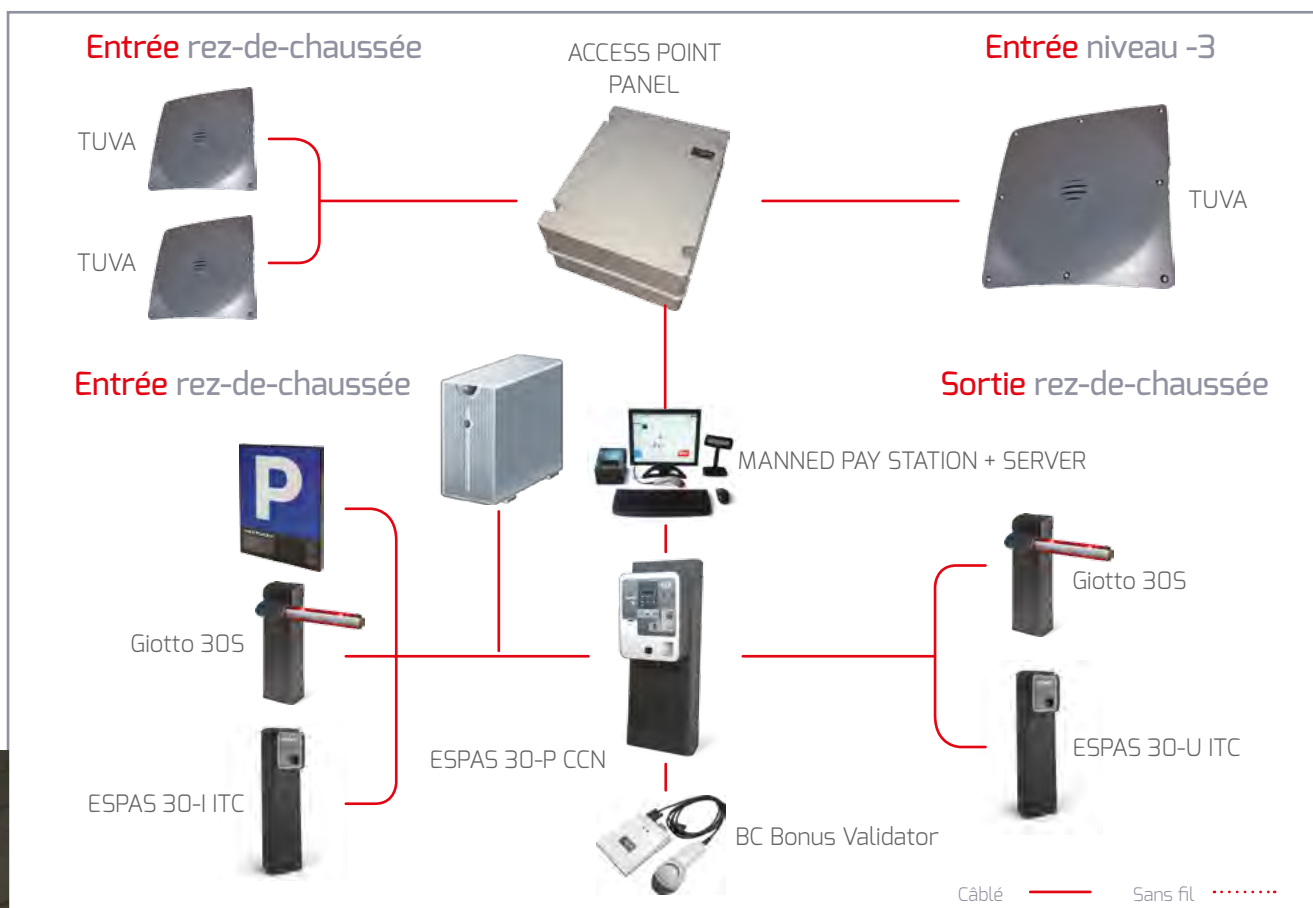 Entrée rez-de-chaussée
ACCESS POINT
PANEL
Entrée niveau -3
TUVA
TUVA
TUVA
Entrée rez-de-chaussée
Sortie rez-de-chaussée
P
MANNED PAY STATION + SERVER
Giotto 30S
Giotto 30S
ESPAS 30-P CCN
ESPAS 30-U ITC
ESPAS 30-I ITC
BC Bonus Validator
Câblé
Sans fil